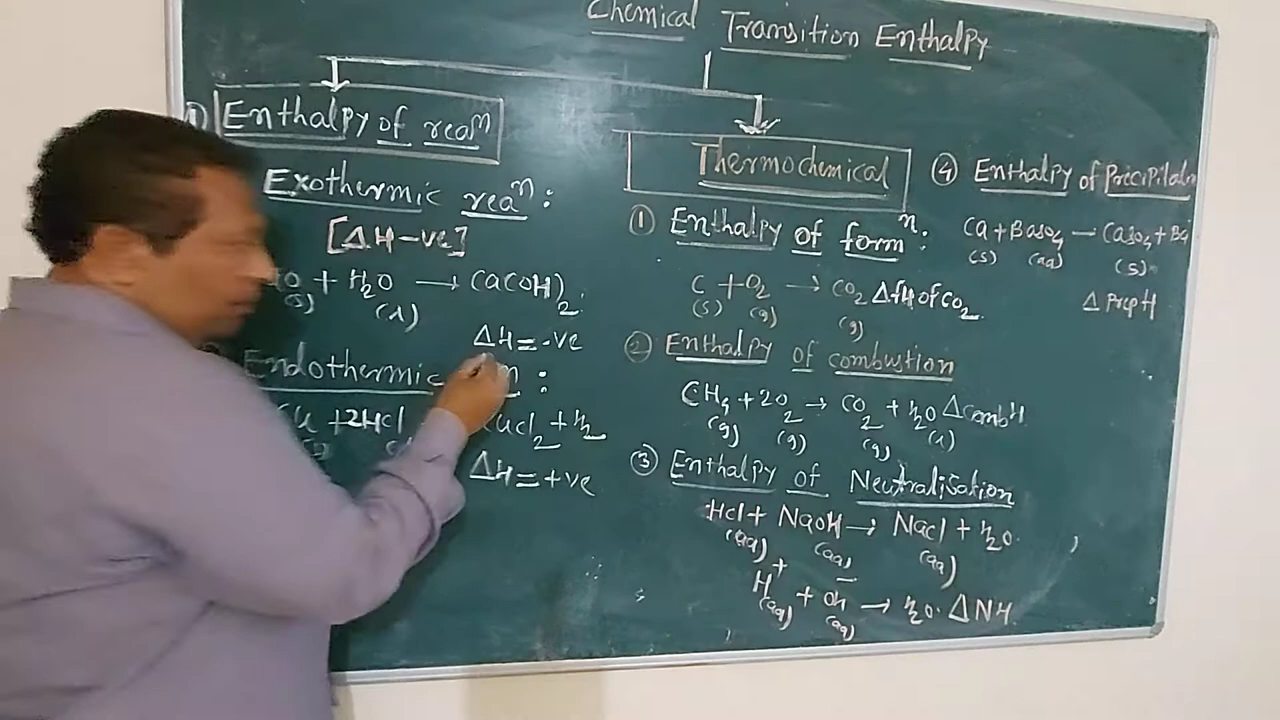 Chemical Transition Enthalpy
① Enthalpy of reaⁿ
Exothermic reaⁿ:
[ΔH-ve]
O + H₂O → Ca(OH)₂
(s) (l)
ΔH=-ve
Endothermic n:
+2HCl Cl₂ + H₂
ΔH=+ve
Thermochemical
① Enthalpy of formⁿ:
C + O₂ → CO₂ ΔfH of CO₂
(s) (g) (g)
② Enthalpy of combustion
CH₄ + 2O₂ → CO₂ + H₂O ΔcombH
(g) (g) (g) (l)
③ Enthalpy of Neutralisation
HCl + NaOH → NaCl + H₂O
(aq) (aq) (aq)
H⁺ + OH⁻ → H₂O. ΔNH
(aq) (aq)
④ Enthalpy of Precipitation
Ca + BaSO₄ — CaSO₄ + Ba
(s) (aq) (s)
Δ PrepH